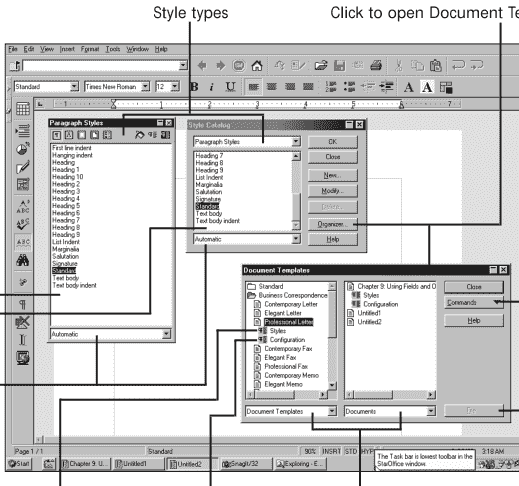 Style types
Click to open Document Te
File Edit View Insert Format Tools Window Help
Standard
Times New Roman
12
B i U
A A
Paragraph Styles
First line indent
Hanging indent
Heading
Heading 1
Heading 10
Heading 2
Heading 3
Heading 4
Heading 5
Heading 6
Heading 7
Heading 8
Heading 9
List Indent
Marginalia
Salutation
Signature
Standard
Text body
Text body indent
Automatic
Style Catalog
Paragraph Styles
Heading 7
Heading 8
Heading 9
List Indent
Marginalia
Salutation
Signature
Standard
Text body
Text body indent
Automatic
OK
Close
New...
Modify...
Delete...
Organizer...
Help
Document Templates
Standard
Business Correspondence
Contemporary Letter
Elegant Letter
Professional Letter
Styles
Configuration
Contemporary Fax
Elegant Fax
Professional Fax
Contemporary Memo
Elegant Memo
Document Templates
Chapter 9: Using Fields and O
Styles
Configuration
Untitled1
Untitled2
Documents
Close
Commands
Help
Page 1 / 1
Standard
90%
INSRT
STD
HYP
The Task bar is lowest toolbar in the
StarOffice window.
Start
Chapter 9: U...
Untitled1
Untitled2
SnagIt/32
Exploring - E...
3:18 AM